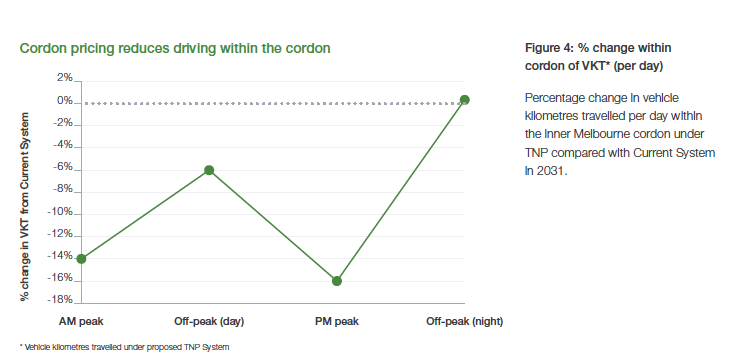 Cordon pricing reduces driving within the cordon
% change in VKT from Current System
2%
0%
-2%
-4%
-6%
-8%
-10%
-12%
-14%
-16%
-18%
AM peak
Off-peak (day)
PM peak
Off-peak (night)
* Vehicle kilometres travelled under proposed TNP System
Figure 4: % change within
cordon of VKT* (per day)
Percentage change in vehicle
kilometres travelled per day within
the Inner Melbourne cordon under
TNP compared with Current System
in 2031.